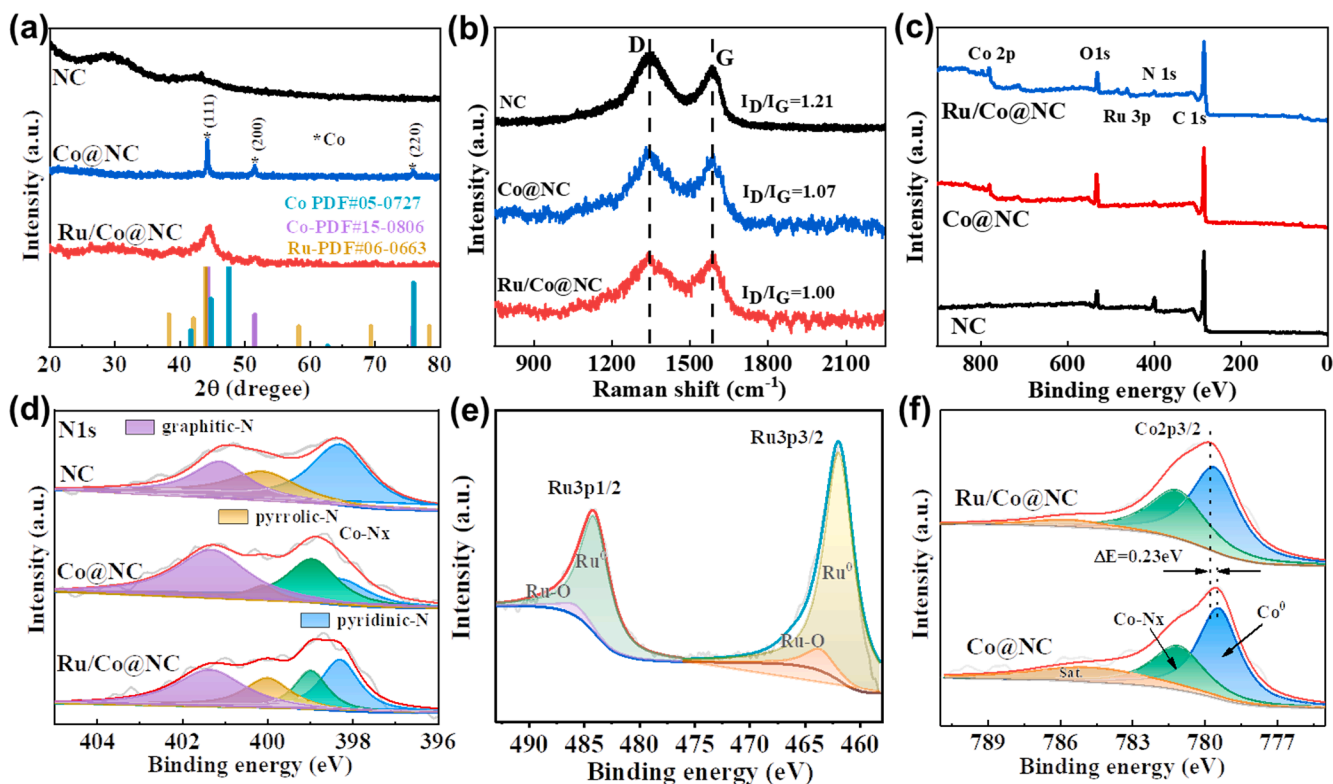 (a)
NC
*(111)
*(200)
*Co
*(220)
Co@NC
Co PDF#05-0727
Co-PDF#15-0806
Ru-PDF#06-0663
Ru/Co@NC
20 30 40 50 60 70 80
2θ (dregee)
Intensity (a.u.)
(b)
D
G
NC
I_D/I_G=1.21
Co@NC
I_D/I_G=1.07
Ru/Co@NC
I_D/I_G=1.00
900 1200 1500 1800 2100
Raman shift (cm⁻¹)
Intensity (a.u.)
(c)
Co 2p
O1s
N 1s
Ru/Co@NC
Ru 3p
C 1s
Co@NC
NC
800 600 400 200 0
Binding energy (eV)
Intensity (a.u.)
(d)
N1s
graphitic-N
NC
pyrrolic-N
Co-Nx
Co@NC
pyridinic-N
Ru/Co@NC
404 402 400 398 396
Binding energy (eV)
Intensity (a.u.)
(e)
Ru3p3/2
Ru3p1/2
Ru⁰
Ru⁰
Ru-O
Ru-O
490 485 480 475 470 465 460
Binding energy (eV)
Intensity (a.u.)
(f)
Co2p3/2
Ru/Co@NC
ΔE=0.23eV
Co-Nx
Co⁰
Co@NC
Sat.
789 786 783 780 777
Binding energy (eV)
Intensity (a.u.)